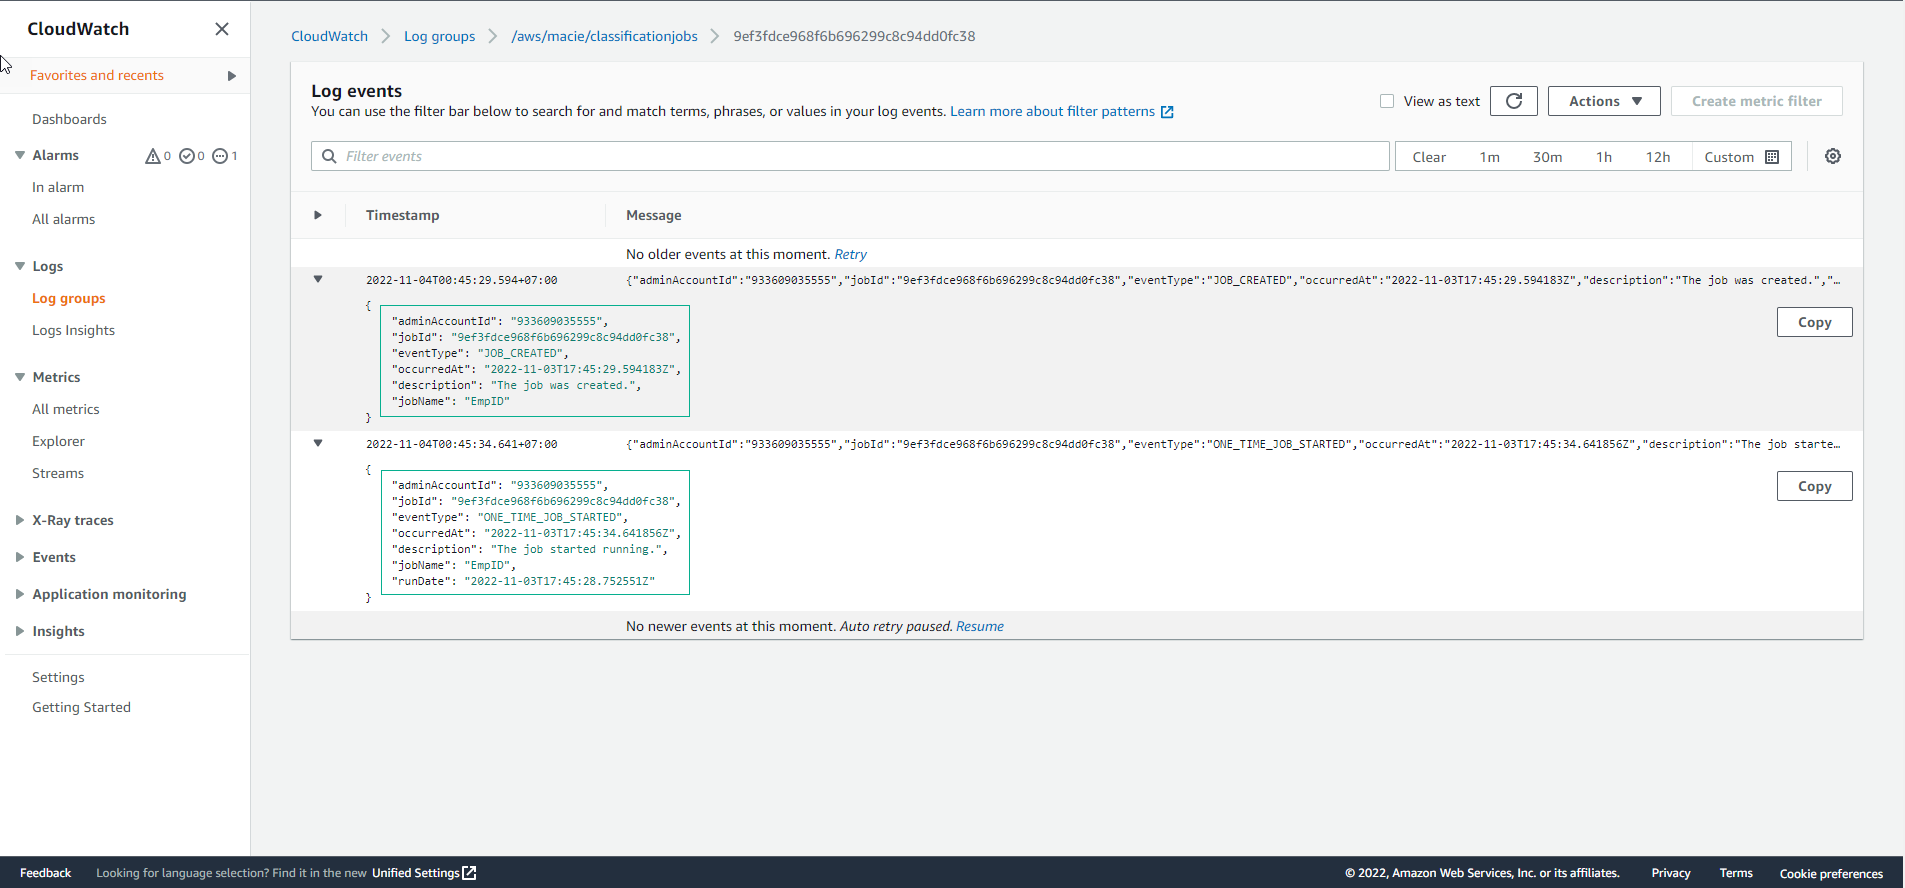 CloudWatch
Favorites and recents
Dashboards
Alarms 0 0 1
In alarm
All alarms
Logs
Log groups
Logs Insights
Metrics
All metrics
Explorer
Streams
X-Ray traces
Events
Application monitoring
Insights
Settings
Getting Started
CloudWatch Log groups /aws/macie/classificationjobs 9ef3fdce968f6b696299c8c94dd0fc38
Log events
You can use the filter bar below to search for and match terms, phrases, or values in your log events. Learn more about filter patterns
View as text Actions Create metric filter
Filter events Clear 1m 30m 1h 12h Custom
Timestamp Message
No older events at this moment. Retry
2022-11-04T00:45:29.594+07:00 {"adminAccountId":"933609035555","jobId":"9ef3fdce968f6b696299c8c94dd0fc38","eventType":"JOB_CREATED","occurredAt":"2022-11-03T17:45:29.594183Z","description":"The job was created.","…
{
"adminAccountId": "933609035555",
"jobId": "9ef3fdce968f6b696299c8c94dd0fc38",
"eventType": "JOB_CREATED",
"occurredAt": "2022-11-03T17:45:29.594183Z",
"description": "The job was created.",
"jobName": "EmpID"
}
Copy
2022-11-04T00:45:34.641+07:00 {"adminAccountId":"933609035555","jobId":"9ef3fdce968f6b696299c8c94dd0fc38","eventType":"ONE_TIME_JOB_STARTED","occurredAt":"2022-11-03T17:45:34.641856Z","description":"The job starte…
{
"adminAccountId": "933609035555",
"jobId": "9ef3fdce968f6b696299c8c94dd0fc38",
"eventType": "ONE_TIME_JOB_STARTED",
"occurredAt": "2022-11-03T17:45:34.641856Z",
"description": "The job started running.",
"jobName": "EmpID",
"runDate": "2022-11-03T17:45:28.752551Z"
}
Copy
No newer events at this moment. Auto retry paused. Resume
Feedback Looking for language selection? Find it in the new Unified Settings © 2022, Amazon Web Services, Inc. or its affiliates. Privacy Terms Cookie preferences